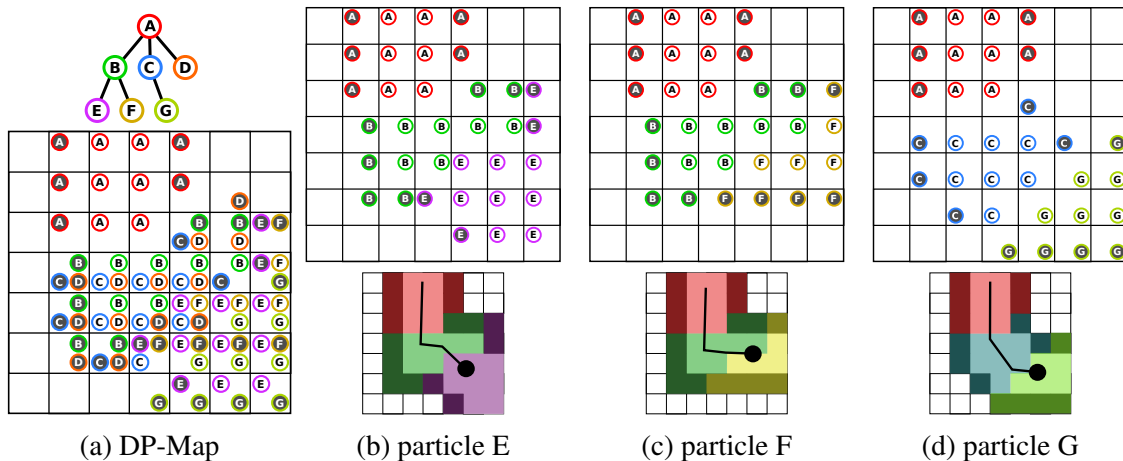 A
B C D
E F G
A A A A
A A A A
D
A A A B B E F
C D D
B B B B B E F
C D C D C D C D C G
B B B E F E F E F
C D C D C D C D G G
B B E F E F E F E F
D C D C G G G
E E E
G G G G
(a) DP-Map
A A A A
A A A A
A A A B B E
B B B B B E
B B B E E E
B B E E E E
E E E
(b) particle E
A A A A
A A A A
A A A B B F
B B B B B F
B B B F F F
B B F F F F
(c) particle F
A A A A
A A A A
A A A
C
C C C C C G
C C C C G G
C C G G G
G G G G
(d) particle G